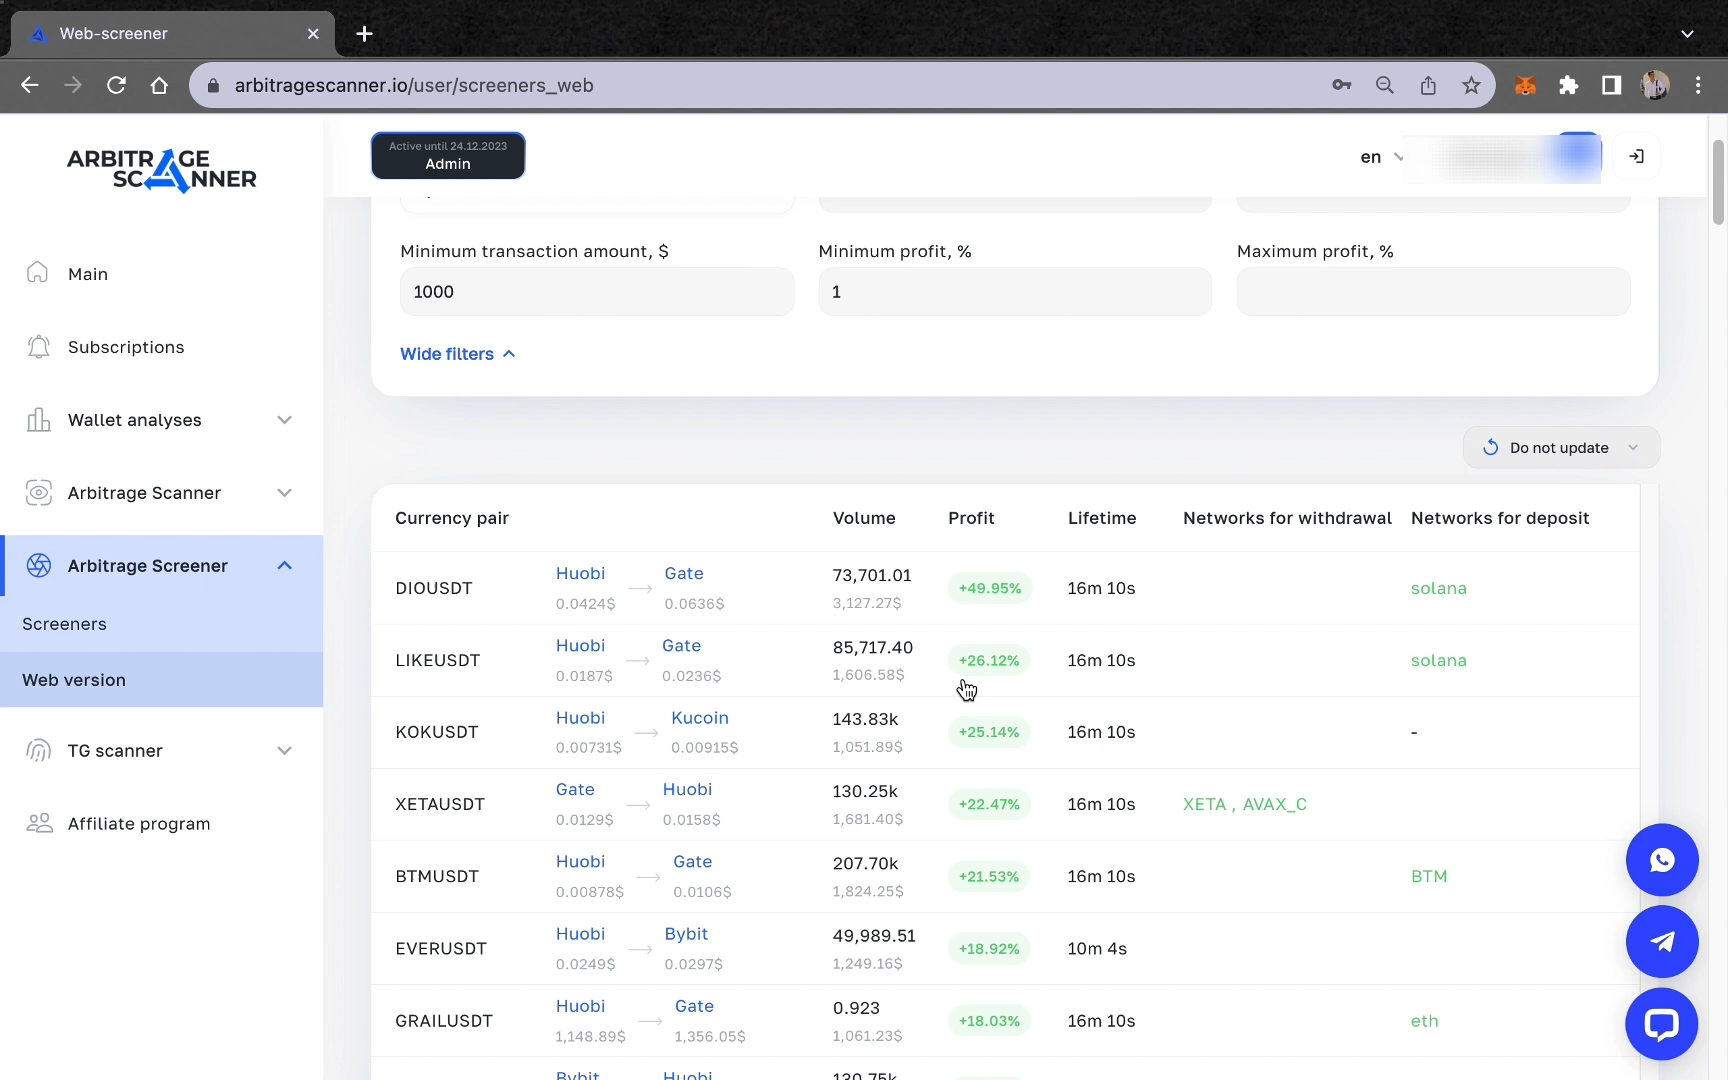 Web-screener
arbitragescanner.io/user/screeners_web
ARBITRAGE
SCANNER
Active until 24.12.2023
Admin
en
Main
Subscriptions
Wallet analyses
Arbitrage Scanner
Arbitrage Screener
Screeners
Web version
TG scanner
Affiliate program
Minimum transaction amount, $ Minimum profit, % Maximum profit, %
1000 1
Wide filters
Do not update
Currency pair Volume Profit Lifetime Networks for withdrawal Networks for deposit
Huobi Gate 73,701.01
DIOUSDT +49.95% 16m 10s solana
0.0424$ 0.0636$ 3,127.27$
Huobi Gate 85,717.40
LIKEUSDT +26.12% 16m 10s solana
0.0187$ 0.0236$ 1,606.58$
Huobi Kucoin 143.83k
KOKUSDT +25.14% 16m 10s -
0.00731$ 0.00915$ 1,051.89$
Gate Huobi 130.25k
XETAUSDT +22.47% 16m 10s XETA , AVAX_C
0.0129$ 0.0158$ 1,681.40$
Huobi Gate 207.70k
BTMUSDT +21.53% 16m 10s BTM
0.00878$ 0.0106$ 1,824.25$
Huobi Bybit 49,989.51
EVERUSDT +18.92% 10m 4s
0.0249$ 0.0297$ 1,249.16$
Huobi Gate 0.923
GRAILUSDT +18.03% 16m 10s eth
1,148.89$ 1,356.05$ 1,061.23$
Bybit Huobi 130.75k